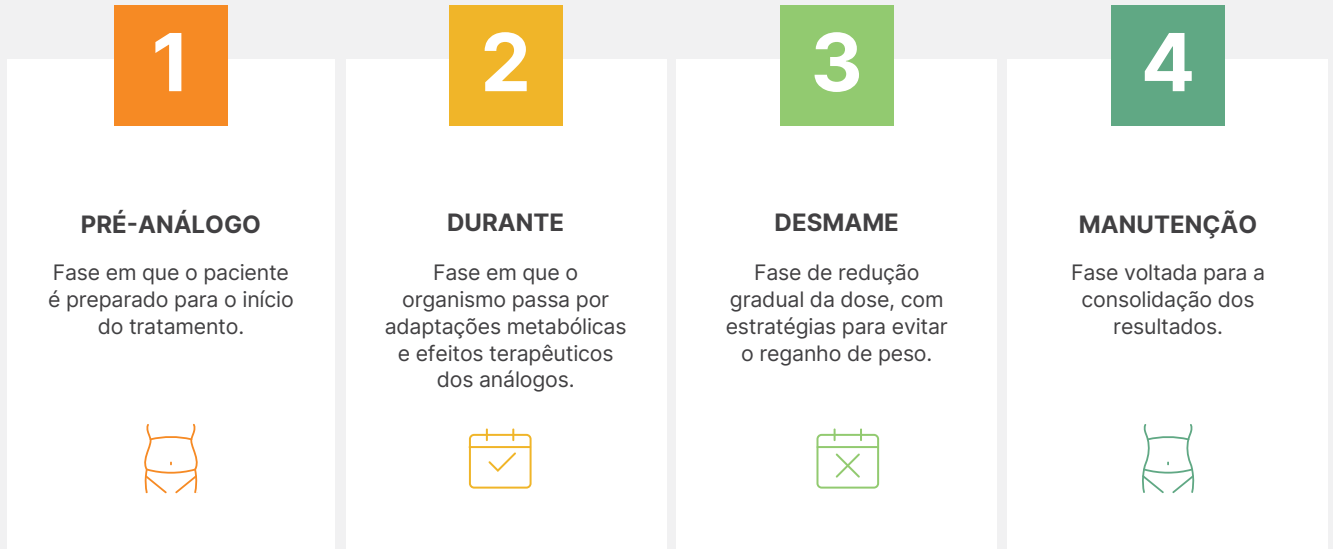 1
PRÉ-ANÁLOGO
Fase em que o paciente
é preparado para o início
do tratamento.
2
DURANTE
Fase em que o
organismo passa por
adaptações metabólicas
e efeitos terapêuticos
dos análogos.
3
DESMAME
Fase de redução
gradual da dose, com
estratégias para evitar
o reganho de peso.
4
MANUTENÇÃO
Fase voltada para a
consolidação dos
resultados.